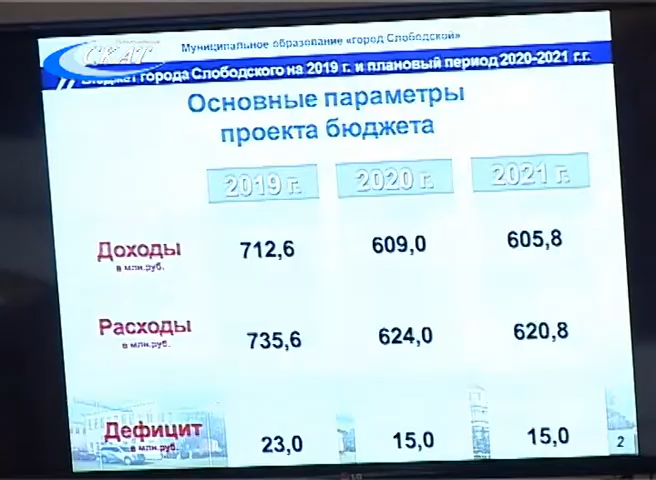 СКАТ
Муниципальное образование «город Слободской»
Бюджет города Слободского на 2019 г. и плановый период 2020-2021 г.г.
Основные параметры
проекта бюджета
2019 г. 2020 г. 2021 г.
Доходы 712,6 609,0 605,8
в млн.руб.
Расходы 735,6 624,0 620,8
в млн.руб.
Дефицит 23,0 15,0 15,0
в млн.руб.
2